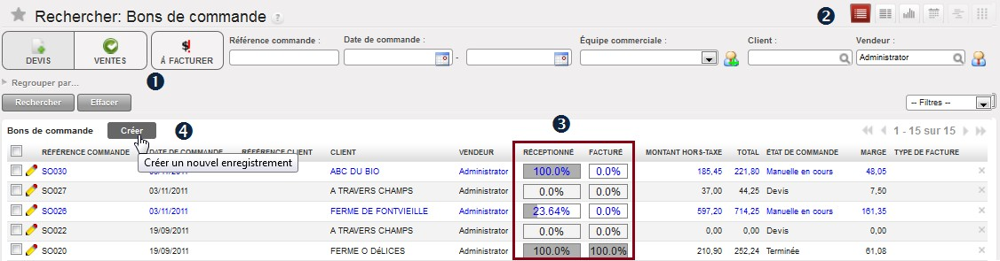 Rechercher: Bons de commande ?
2
DEVIS
VENTES
À FACTURER
Référence commande :
Date de commande :
-
Équipe commerciale :
Client :
Vendeur :
Administrator
1
Regrouper par...
Rechercher
Effacer
-- Filtres --
3
Bons de commande
Créer
4
1 - 15 sur 15
RÉFÉRENCE COMMANDE DATE DE COMMANDE RÉFÉRENCE CLIENT CLIENT VENDEUR RÉCEPTIONNÉ FACTURÉ MONTANT HORS-TAXE TOTAL ÉTAT DE COMMANDE MARGE TYPE DE FACTURE
Créer un nouvel enregistrement
SO030 ABC DU BIO Administrator 100.0% 0.0% 185,45 221,80 Manuelle en cours 48,05
SO027 03/11/2011 A TRAVERS CHAMPS Administrator 0.0% 0.0% 37,00 44,25 Devis 7,50
SO026 03/11/2011 FERME DE FONTVIEILLE Administrator 23.64% 0.0% 597,20 714,25 Manuelle en cours 161,35
SO022 19/09/2011 A TRAVERS CHAMPS Administrator 0.0% 0.0% 0,00 0,00 Devis 0,00
SO020 19/09/2011 FERME O DéLICES Administrator 100.0% 100.0% 210,90 252,24 Terminée 61,08